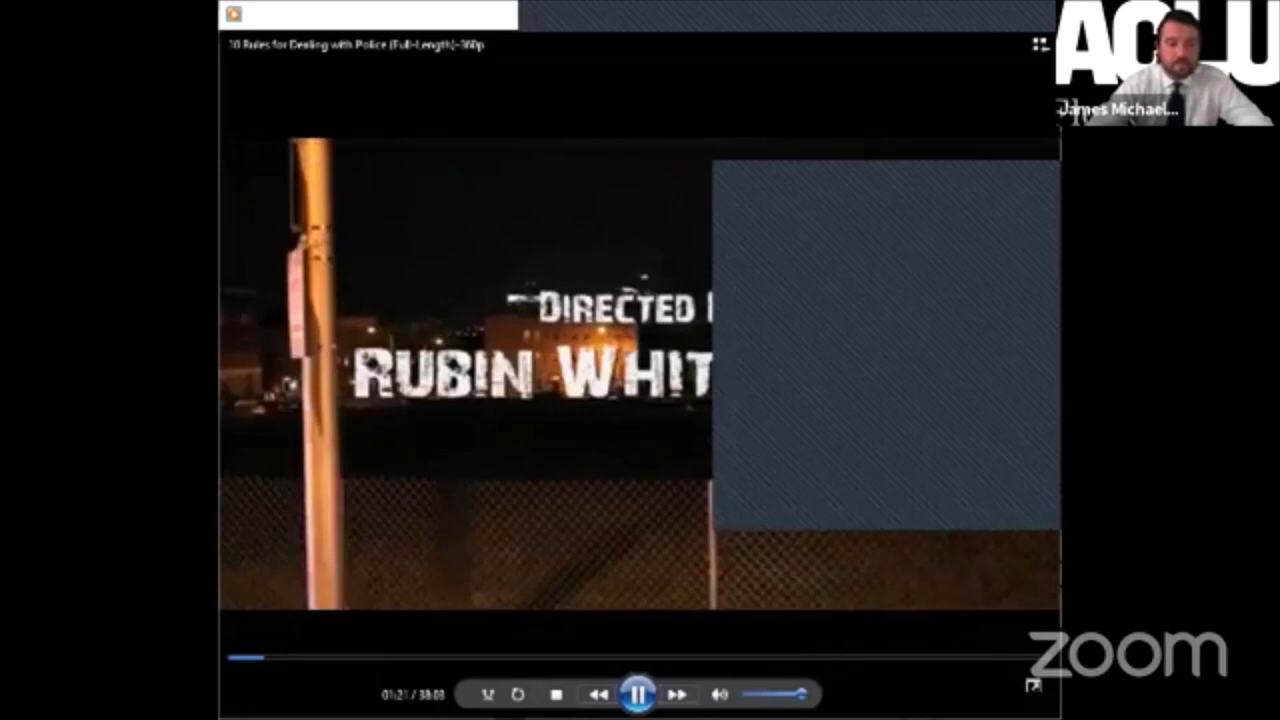 10 Rules for Dealing with Police (Full-Length)-360p
ACLU
James Michael...
DIRECTED
RUBIN WHIT
01:21 / 38:03
zoom